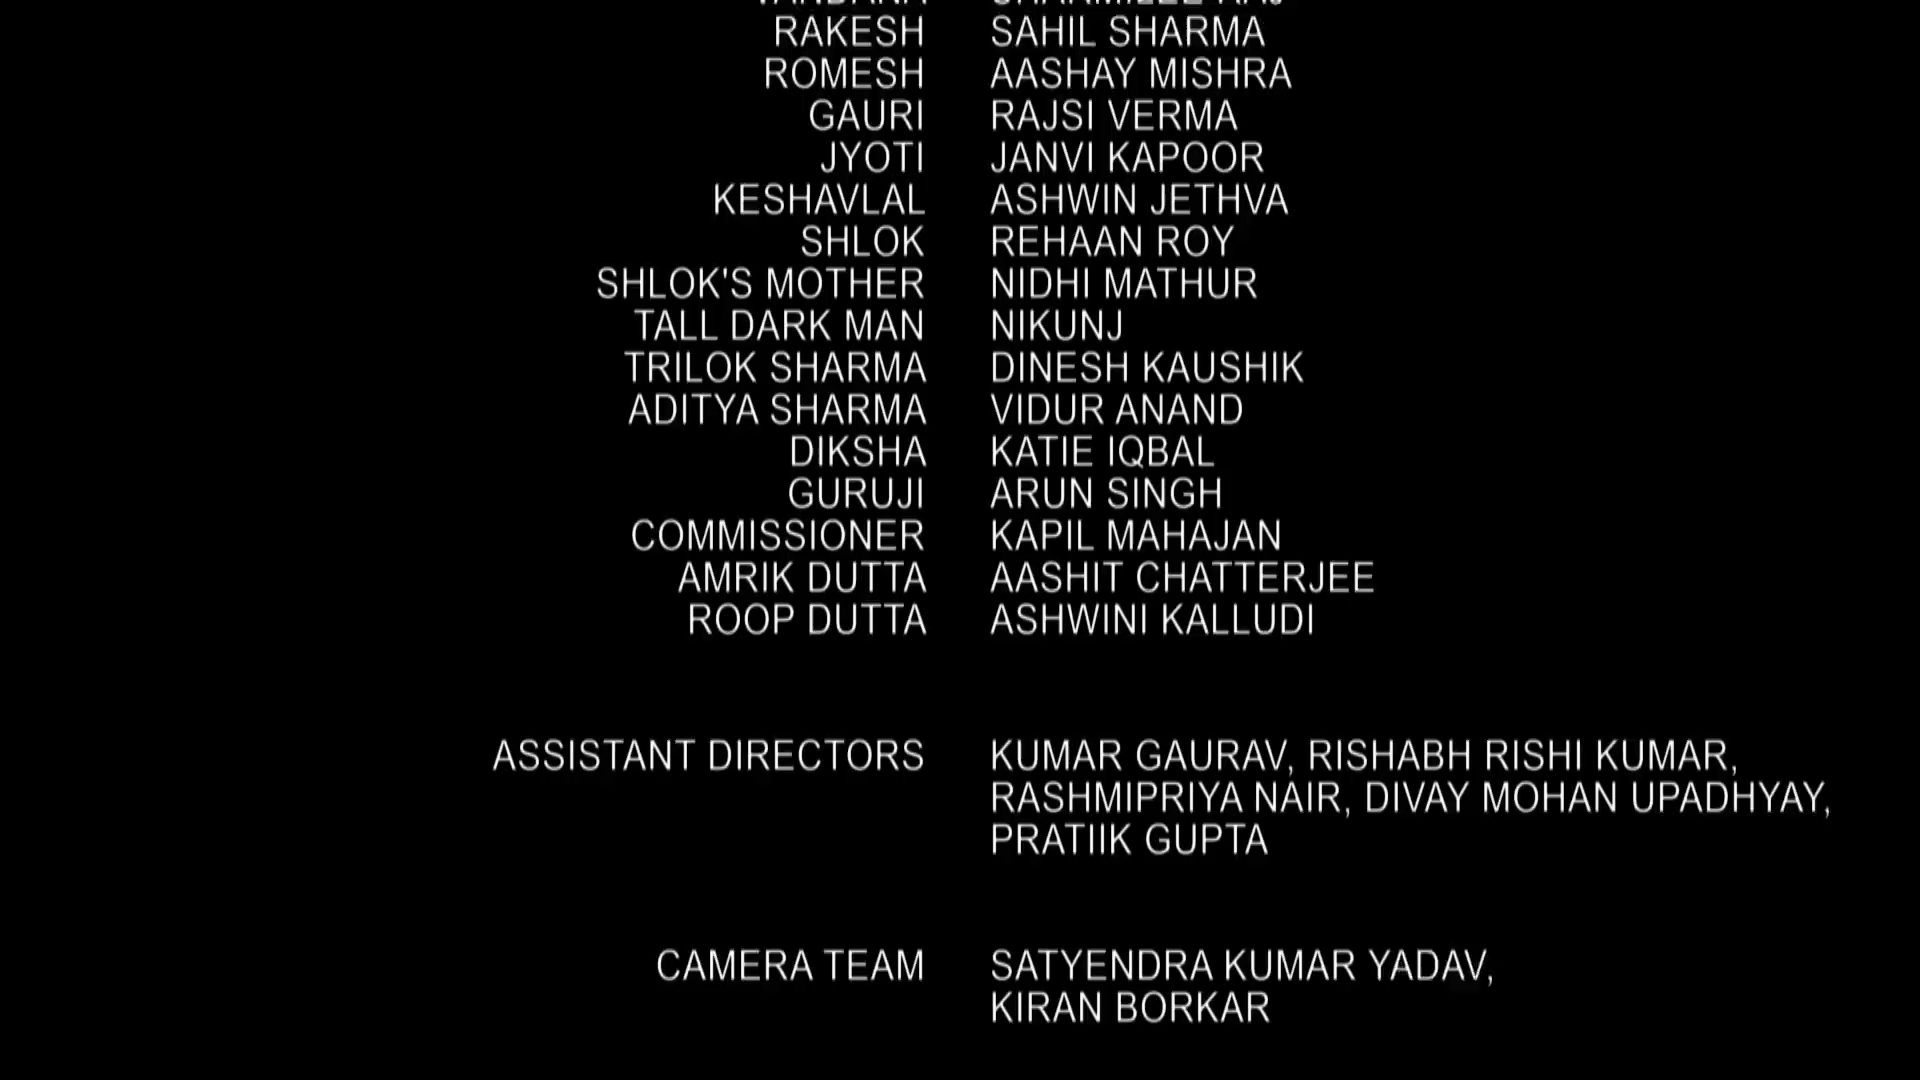 RAKESH SAHIL SHARMA
ROMESH AASHAY MISHRA
GAURI RAJSI VERMA
JYOTI JANVI KAPOOR
KESHAVLAL ASHWIN JETHVA
SHLOK REHAAN ROY
SHLOK'S MOTHER NIDHI MATHUR
TALL DARK MAN NIKUNJ
TRILOK SHARMA DINESH KAUSHIK
ADITYA SHARMA VIDUR ANAND
DIKSHA KATIE IQBAL
GURUJI ARUN SINGH
COMMISSIONER KAPIL MAHAJAN
AMRIK DUTTA AASHIT CHATTERJEE
ROOP DUTTA ASHWINI KALLUDI
ASSISTANT DIRECTORS KUMAR GAURAV, RISHABH RISHI KUMAR,
RASHMIPRIYA NAIR, DIVAY MOHAN UPADHYAY,
PRATIIK GUPTA
CAMERA TEAM SATYENDRA KUMAR YADAV,
KIRAN BORKAR